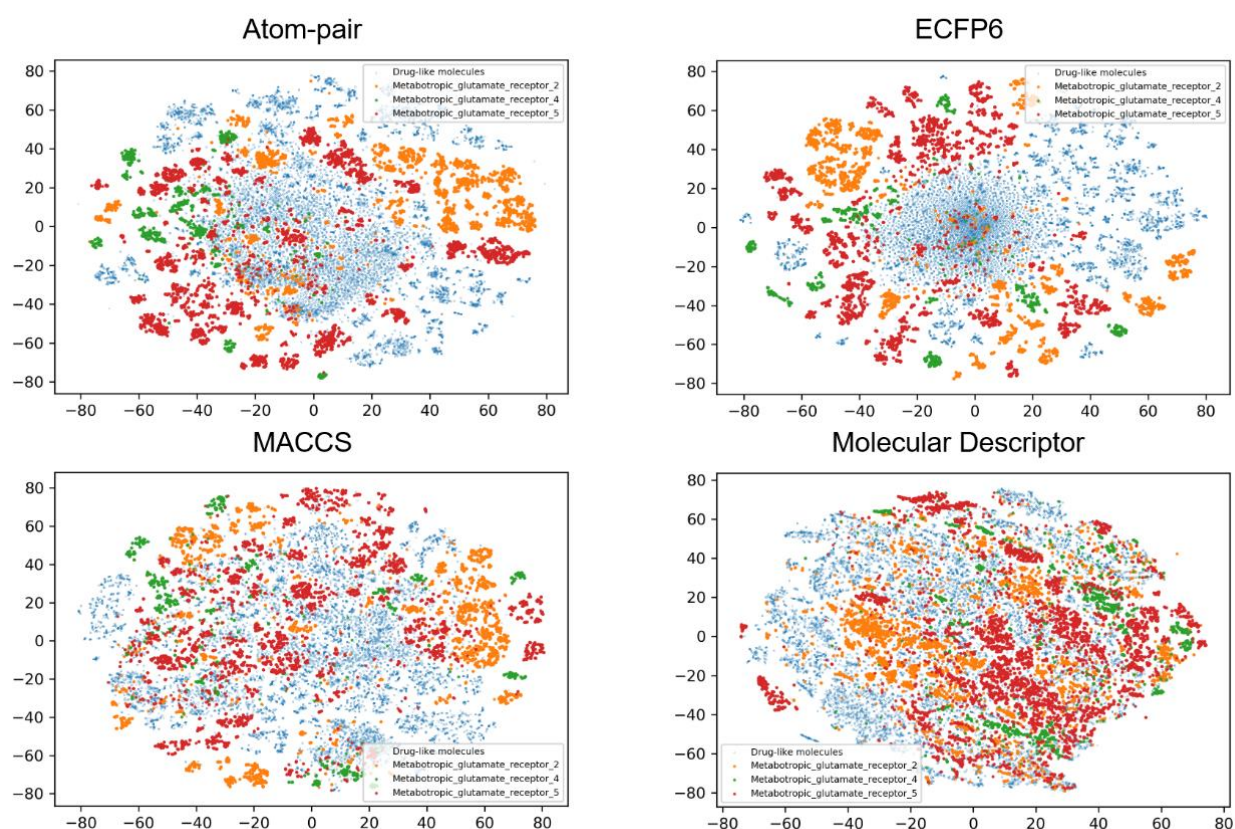 Atom-pair
80
60
40
20
0
−20
−40
−60
−80
−80 −60 −40 −20 0 20 40 60 80
Drug-like molecules
Metabotropic_glutamate_receptor_2
Metabotropic_glutamate_receptor_4
Metabotropic_glutamate_receptor_5
ECFP6
80
60
40
20
0
−20
−40
−60
−80
−80 −60 −40 −20 0 20 40 60 80
Drug-like molecules
Metabotropic_glutamate_receptor_2
Metabotropic_glutamate_receptor_4
Metabotropic_glutamate_receptor_5
MACCS
80
60
40
20
0
−20
−40
−60
−80
−80 −60 −40 −20 0 20 40 60 80
Drug-like molecules
Metabotropic_glutamate_receptor_2
Metabotropic_glutamate_receptor_4
Metabotropic_glutamate_receptor_5
Molecular Descriptor
80
60
40
20
0
−20
−40
−60
−80
−80 −60 −40 −20 0 20 40 60 80
Drug-like molecules
Metabotropic_glutamate_receptor_2
Metabotropic_glutamate_receptor_4
Metabotropic_glutamate_receptor_5